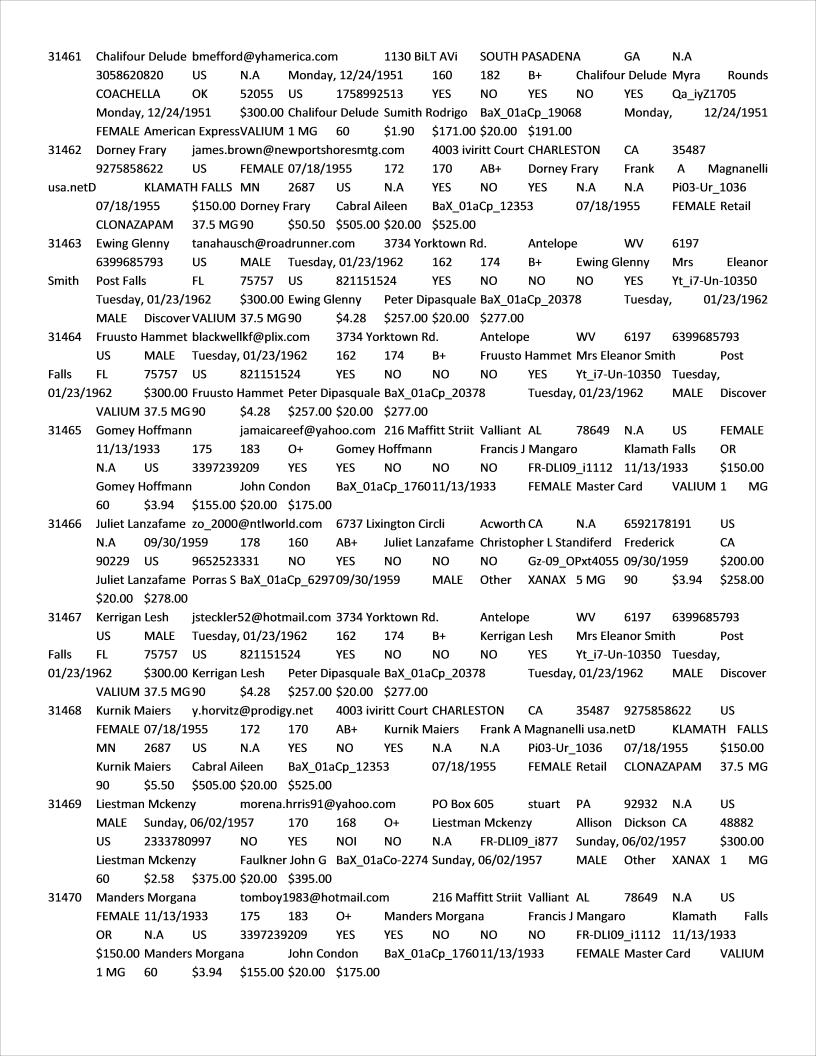 31461 Chalifour Delude bmefford@yhamerica.com 1130 BiLT AVi SOUTH PASADENA GA N.A
3058620820 US N.A Monday, 12/24/1951 160 182 B+ Chalifour Delude Myra Rounds
COACHELLA OK 52055 US 1758992513 YES NO YES NO YES Qa_iyZ1705
Monday, 12/24/1951 $300.00 Chalifour Delude Sumith Rodrigo BaX_01aCp_19068 Monday, 12/24/1951
FEMALE American ExpressVALIUM 1 MG 60 $1.90 $171.00 $20.00 $191.00
31462 Dorney Frary james.brown@newportshoresmtg.com 4003 iviritt Court CHARLESTON CA 35487
9275858622 US FEMALE 07/18/1955 172 170 AB+ Dorney Frary Frank A Magnanelli
usa.netD KLAMATH FALLS MN 2687 US N.A YES NO YES N.A N.A Pi03-Ur_1036
07/18/1955 $150.00 Dorney Frary Cabral Aileen BaX_01aCp_12353 07/18/1955 FEMALE Retail
CLONAZAPAM 37.5 MG 90 $50.50 $505.00 $20.00 $525.00
31463 Ewing Glenny tanahausch@roadrunner.com 3734 Yorktown Rd. Antelope WV 6197
6399685793 US MALE Tuesday, 01/23/1962 162 174 B+ Ewing Glenny Mrs Eleanor
Smith Post Falls FL 75757 US 821151524 YES NO NO NO YES Yt_i7-Un-10350
Tuesday, 01/23/1962 $300.00 Ewing Glenny Peter Dipasquale BaX_01aCp_20378 Tuesday, 01/23/1962
MALE Discover VALIUM 37.5 MG 90 $4.28 $257.00 $20.00 $277.00
31464 Fruusto Hammet blackwellkf@plix.com 3734 Yorktown Rd. Antelope WV 6197 6399685793
US MALE Tuesday, 01/23/1962 162 174 B+ Fruusto Hammet Mrs Eleanor Smith Post
Falls FL 75757 US 821151524 YES NO NO NO YES Yt_i7-Un-10350 Tuesday,
01/23/1962 $300.00 Fruusto Hammet Peter Dipasquale BaX_01aCp_20378 Tuesday, 01/23/1962 MALE Discover
VALIUM 37.5 MG 90 $4.28 $257.00 $20.00 $277.00
31465 Gomey Hoffmann jamaicareef@yahoo.com 216 Maffitt Striit Valliant AL 78649 N.A US FEMALE
11/13/1933 175 183 O+ Gomey Hoffmann Francis J Mangaro Klamath Falls OR
N.A US 3397239209 YES YES NO NO NO FR-DLI09_i1112 11/13/1933 $150.00
Gomey Hoffmann John Condon BaX_01aCp_1760 11/13/1933 FEMALE Master Card VALIUM 1 MG
60 $3.94 $155.00 $20.00 $175.00
31466 Juliet Lanzafame zo_2000@ntlworld.com 6737 Lixington Circli Acworth CA N.A 6592178191 US
N.A 09/30/1959 178 160 AB+ Juliet Lanzafame Christopher L Standiferd Frederick CA
90229 US 9652523331 NO YES NO NO NO Gz-09_OPxt4055 09/30/1959 $200.00
Juliet Lanzafame Porras S BaX_01aCp_6297 09/30/1959 MALE Other XANAX 5 MG 90 $3.94 $258.00
$20.00 $278.00
31467 Kerrigan Lesh jsteckler52@hotmail.com 3734 Yorktown Rd. Antelope WV 6197 6399685793
US MALE Tuesday, 01/23/1962 162 174 B+ Kerrigan Lesh Mrs Eleanor Smith Post
Falls FL 75757 US 821151524 YES NO NO NO YES Yt_i7-Un-10350 Tuesday,
01/23/1962 $300.00 Kerrigan Lesh Peter Dipasquale BaX_01aCp_20378 Tuesday, 01/23/1962 MALE Discover
VALIUM 37.5 MG 90 $4.28 $257.00 $20.00 $277.00
31468 Kurnik Maiers y.horvitz@prodigy.net 4003 iviritt Court CHARLESTON CA 35487 9275858622 US
FEMALE 07/18/1955 172 170 AB+ Kurnik Maiers Frank A Magnanelli usa.netD KLAMATH FALLS
MN 2687 US N.A YES NO YES N.A N.A Pi03-Ur_1036 07/18/1955 $150.00
Kurnik Maiers Cabral Aileen BaX_01aCp_12353 07/18/1955 FEMALE Retail CLONAZAPAM 37.5 MG
90 $5.50 $505.00 $20.00 $525.00
31469 Liestman Mckenzy morena.hrris91@yahoo.com PO Box 605 stuart PA 92932 N.A US
MALE Sunday, 06/02/1957 170 168 O+ Liestman Mckenzy Allison Dickson CA 48882
US 2333780997 NO YES NOI NO N.A FR-DLI09_i877 Sunday, 06/02/1957 $300.00
Liestman Mckenzy Faulkner John G BaX_01aCo-2274 Sunday, 06/02/1957 MALE Other XANAX 1 MG
60 $2.58 $375.00 $20.00 $395.00
31470 Manders Morgana tomboy1983@hotmail.com 216 Maffitt Striit Valliant AL 78649 N.A US
FEMALE 11/13/1933 175 183 O+ Manders Morgana Francis J Mangaro Klamath Falls
OR N.A US 3397239209 YES YES NO NO NO FR-DLI09_i1112 11/13/1933
$150.00 Manders Morgana John Condon BaX_01aCp_1760 11/13/1933 FEMALE Master Card VALIUM
1 MG 60 $3.94 $155.00 $20.00 $175.00